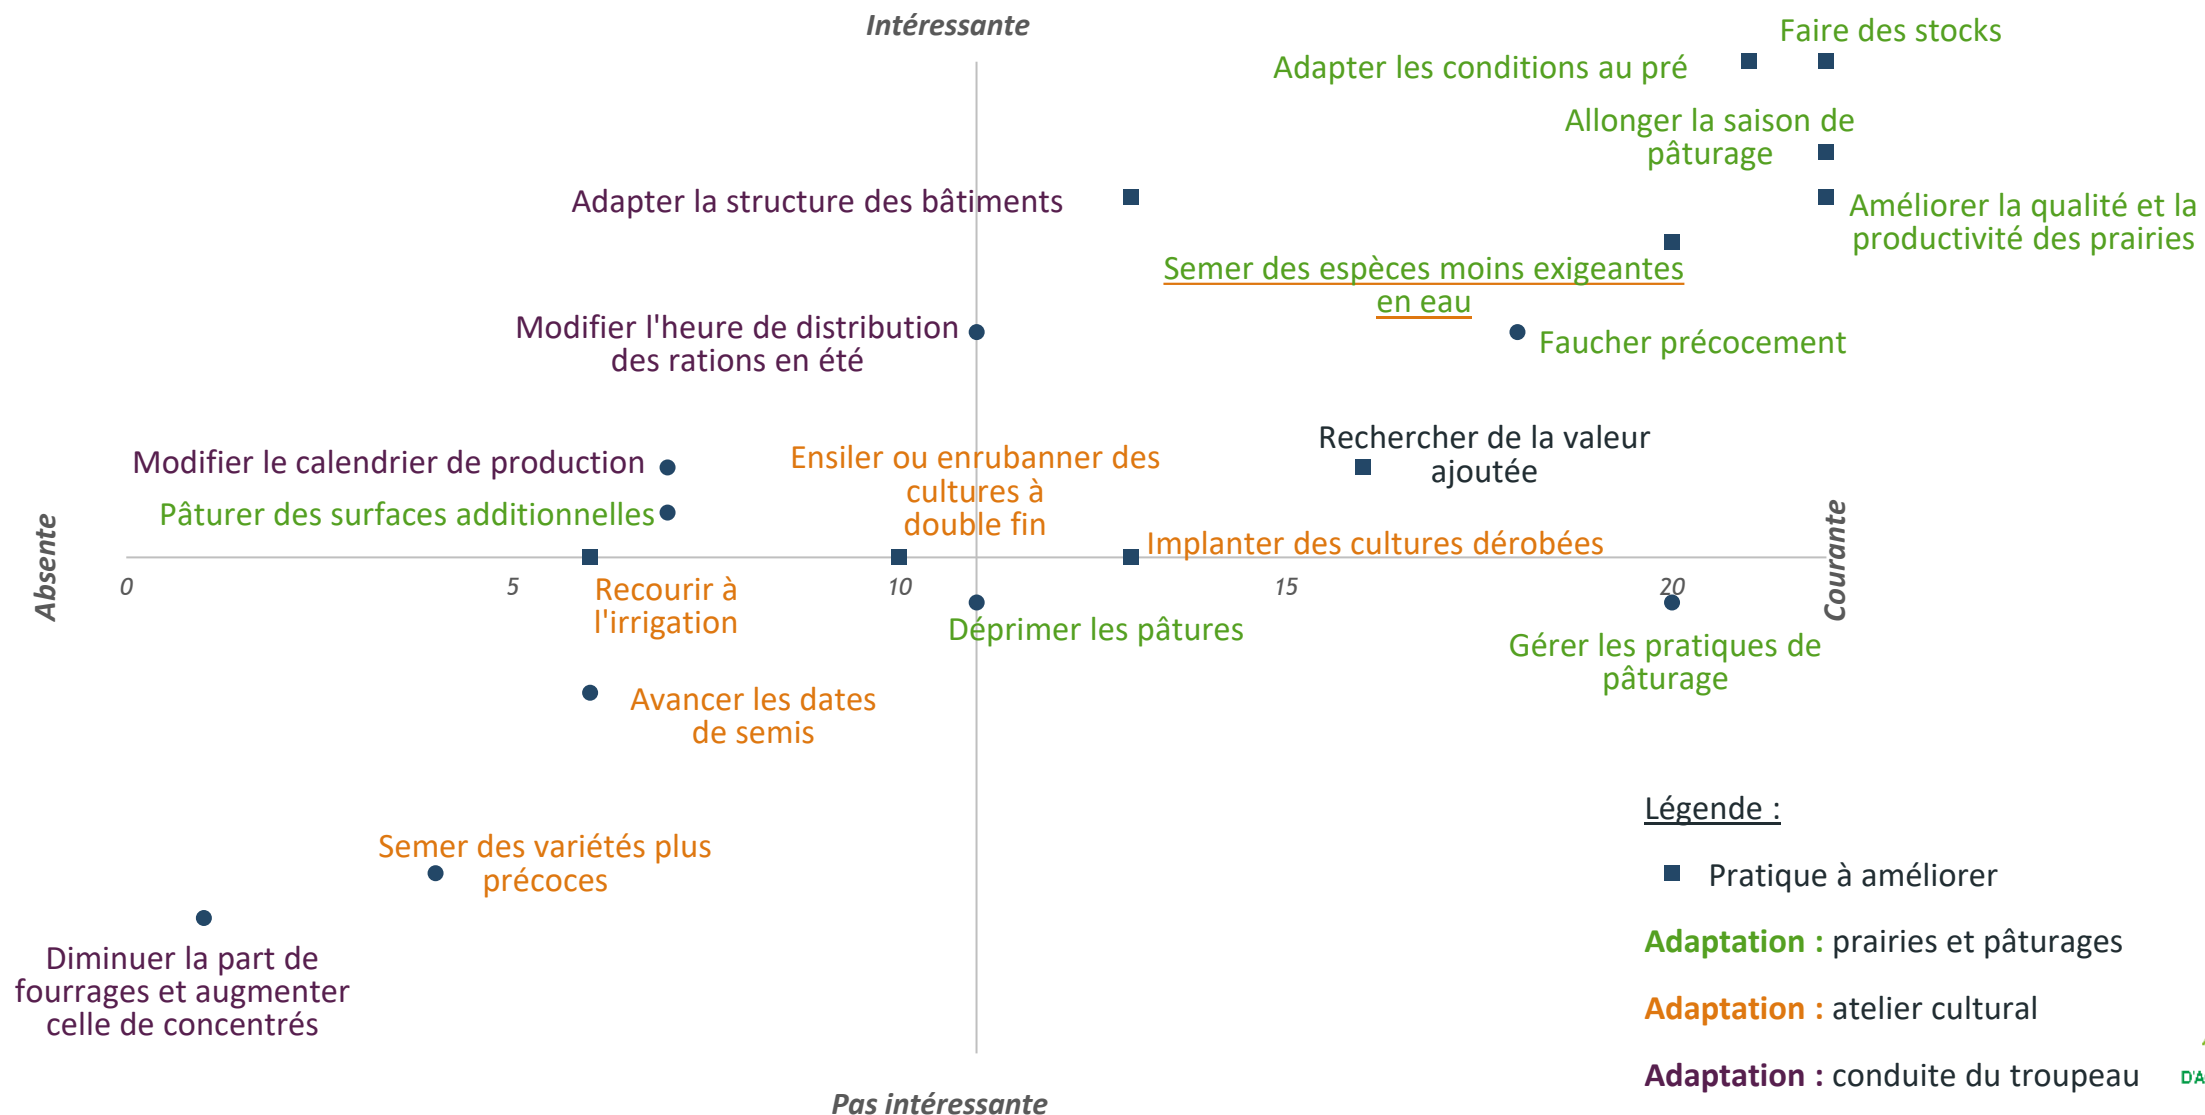 Intéressante
Faire des stocks
Adapter les conditions au pré
Allonger la saison de
pâturage
Adapter la structure des bâtiments
Améliorer la qualité et la
productivité des prairies
Semer des espèces moins exigeantes
en eau
Modifier l'heure de distribution
des rations en été
Faucher précocement
Rechercher de la valeur
ajoutée
Modifier le calendrier de production
Ensiler ou enrubanner des
cultures à
double fin
Pâturer des surfaces additionnelles
Implanter des cultures dérobées
Absente
Courante
0
5
10
15
20
Recourir à
l'irrigation
Déprimer les pâtures
Gérer les pratiques de
pâturage
Avancer les dates
de semis
Semer des variétés plus
précoces
Diminuer la part de
fourrages et augmenter
celle de concentrés
Légende :
Pratique à améliorer
Adaptation : prairies et pâturages
Adaptation : atelier cultural
Adaptation : conduite du troupeau
Pas intéressante